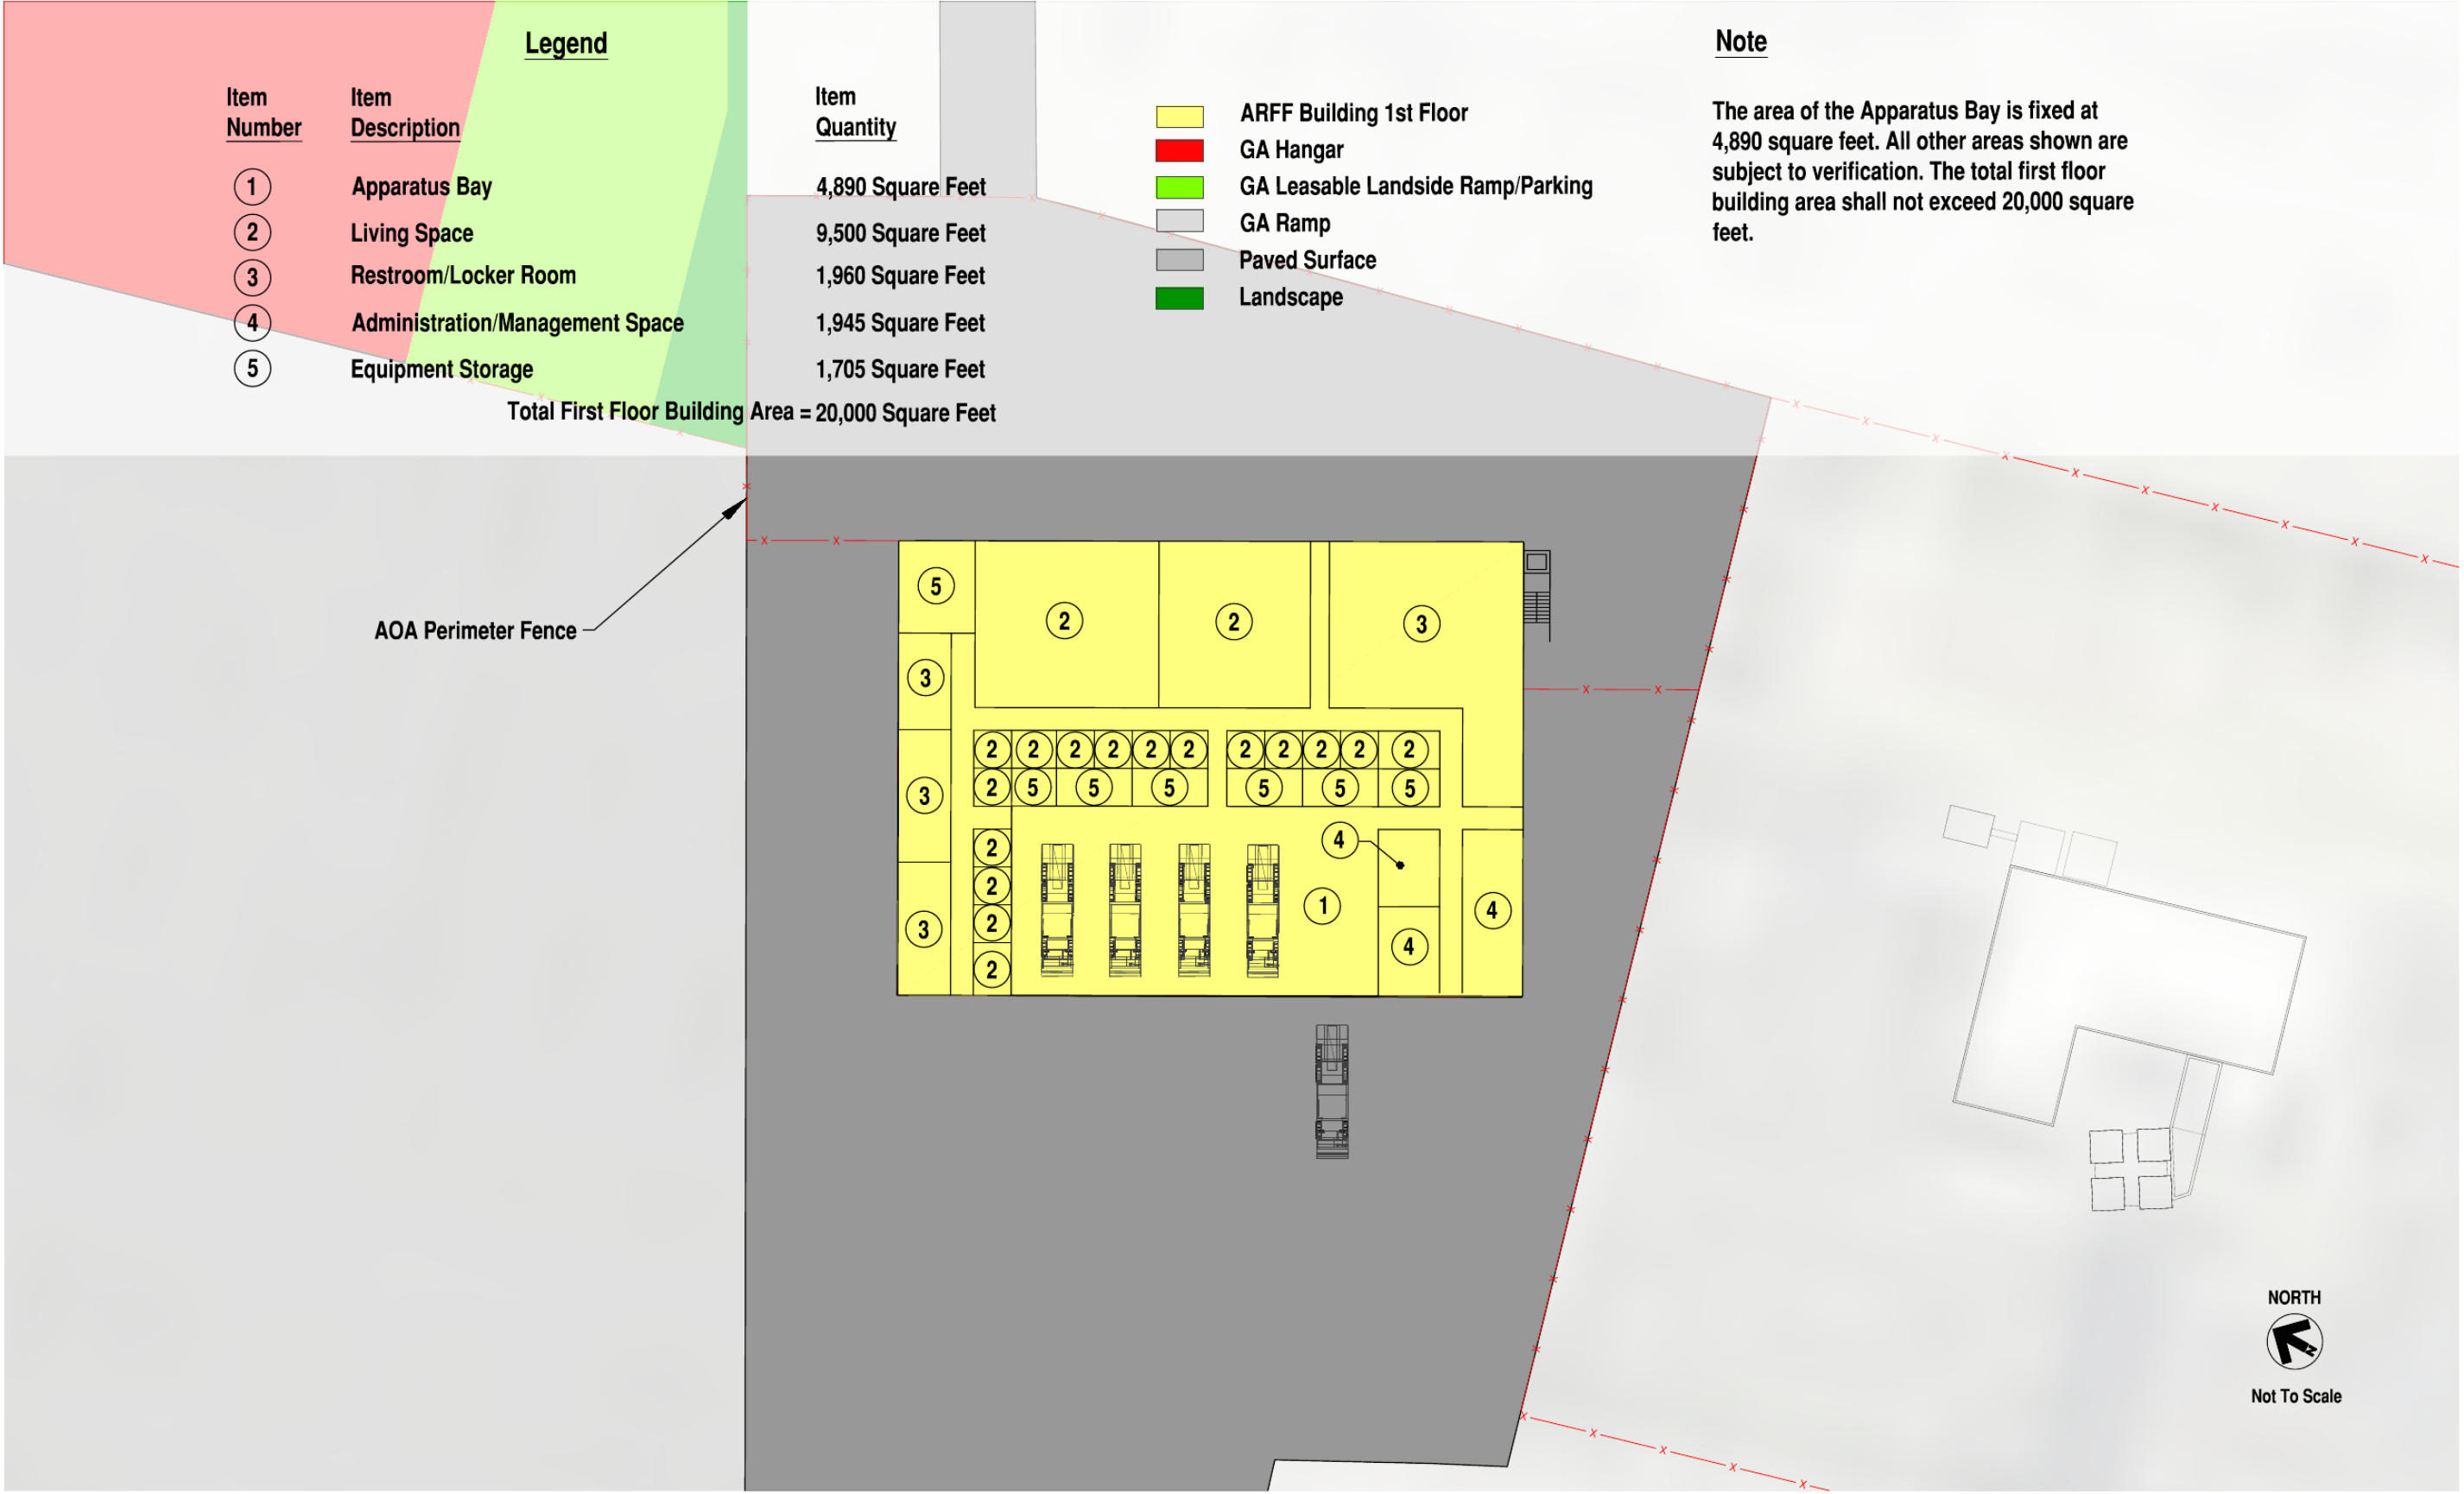 Legend
Item Number
Item Description
Item Quantity
1 Apparatus Bay 4,890 Square Feet
2 Living Space 9,500 Square Feet
3 Restroom/Locker Room 1,960 Square Feet
4 Administration/Management Space 1,945 Square Feet
5 Equipment Storage 1,705 Square Feet
Total First Floor Building Area = 20,000 Square Feet
ARFF Building 1st Floor
GA Hangar
GA Leasable Landside Ramp/Parking
GA Ramp
Paved Surface
Landscape
Note
The area of the Apparatus Bay is fixed at
4,890 square feet. All other areas shown are
subject to verification. The total first floor
building area shall not exceed 20,000 square
feet.
AOA Perimeter Fence
5
2 2 3
3
2 2 2 2 2 2 2 2 2 2 2
3
2 5 5 5 5 5 5
2 4
2
1 4
2
3 4
2
NORTH
N
Not To Scale